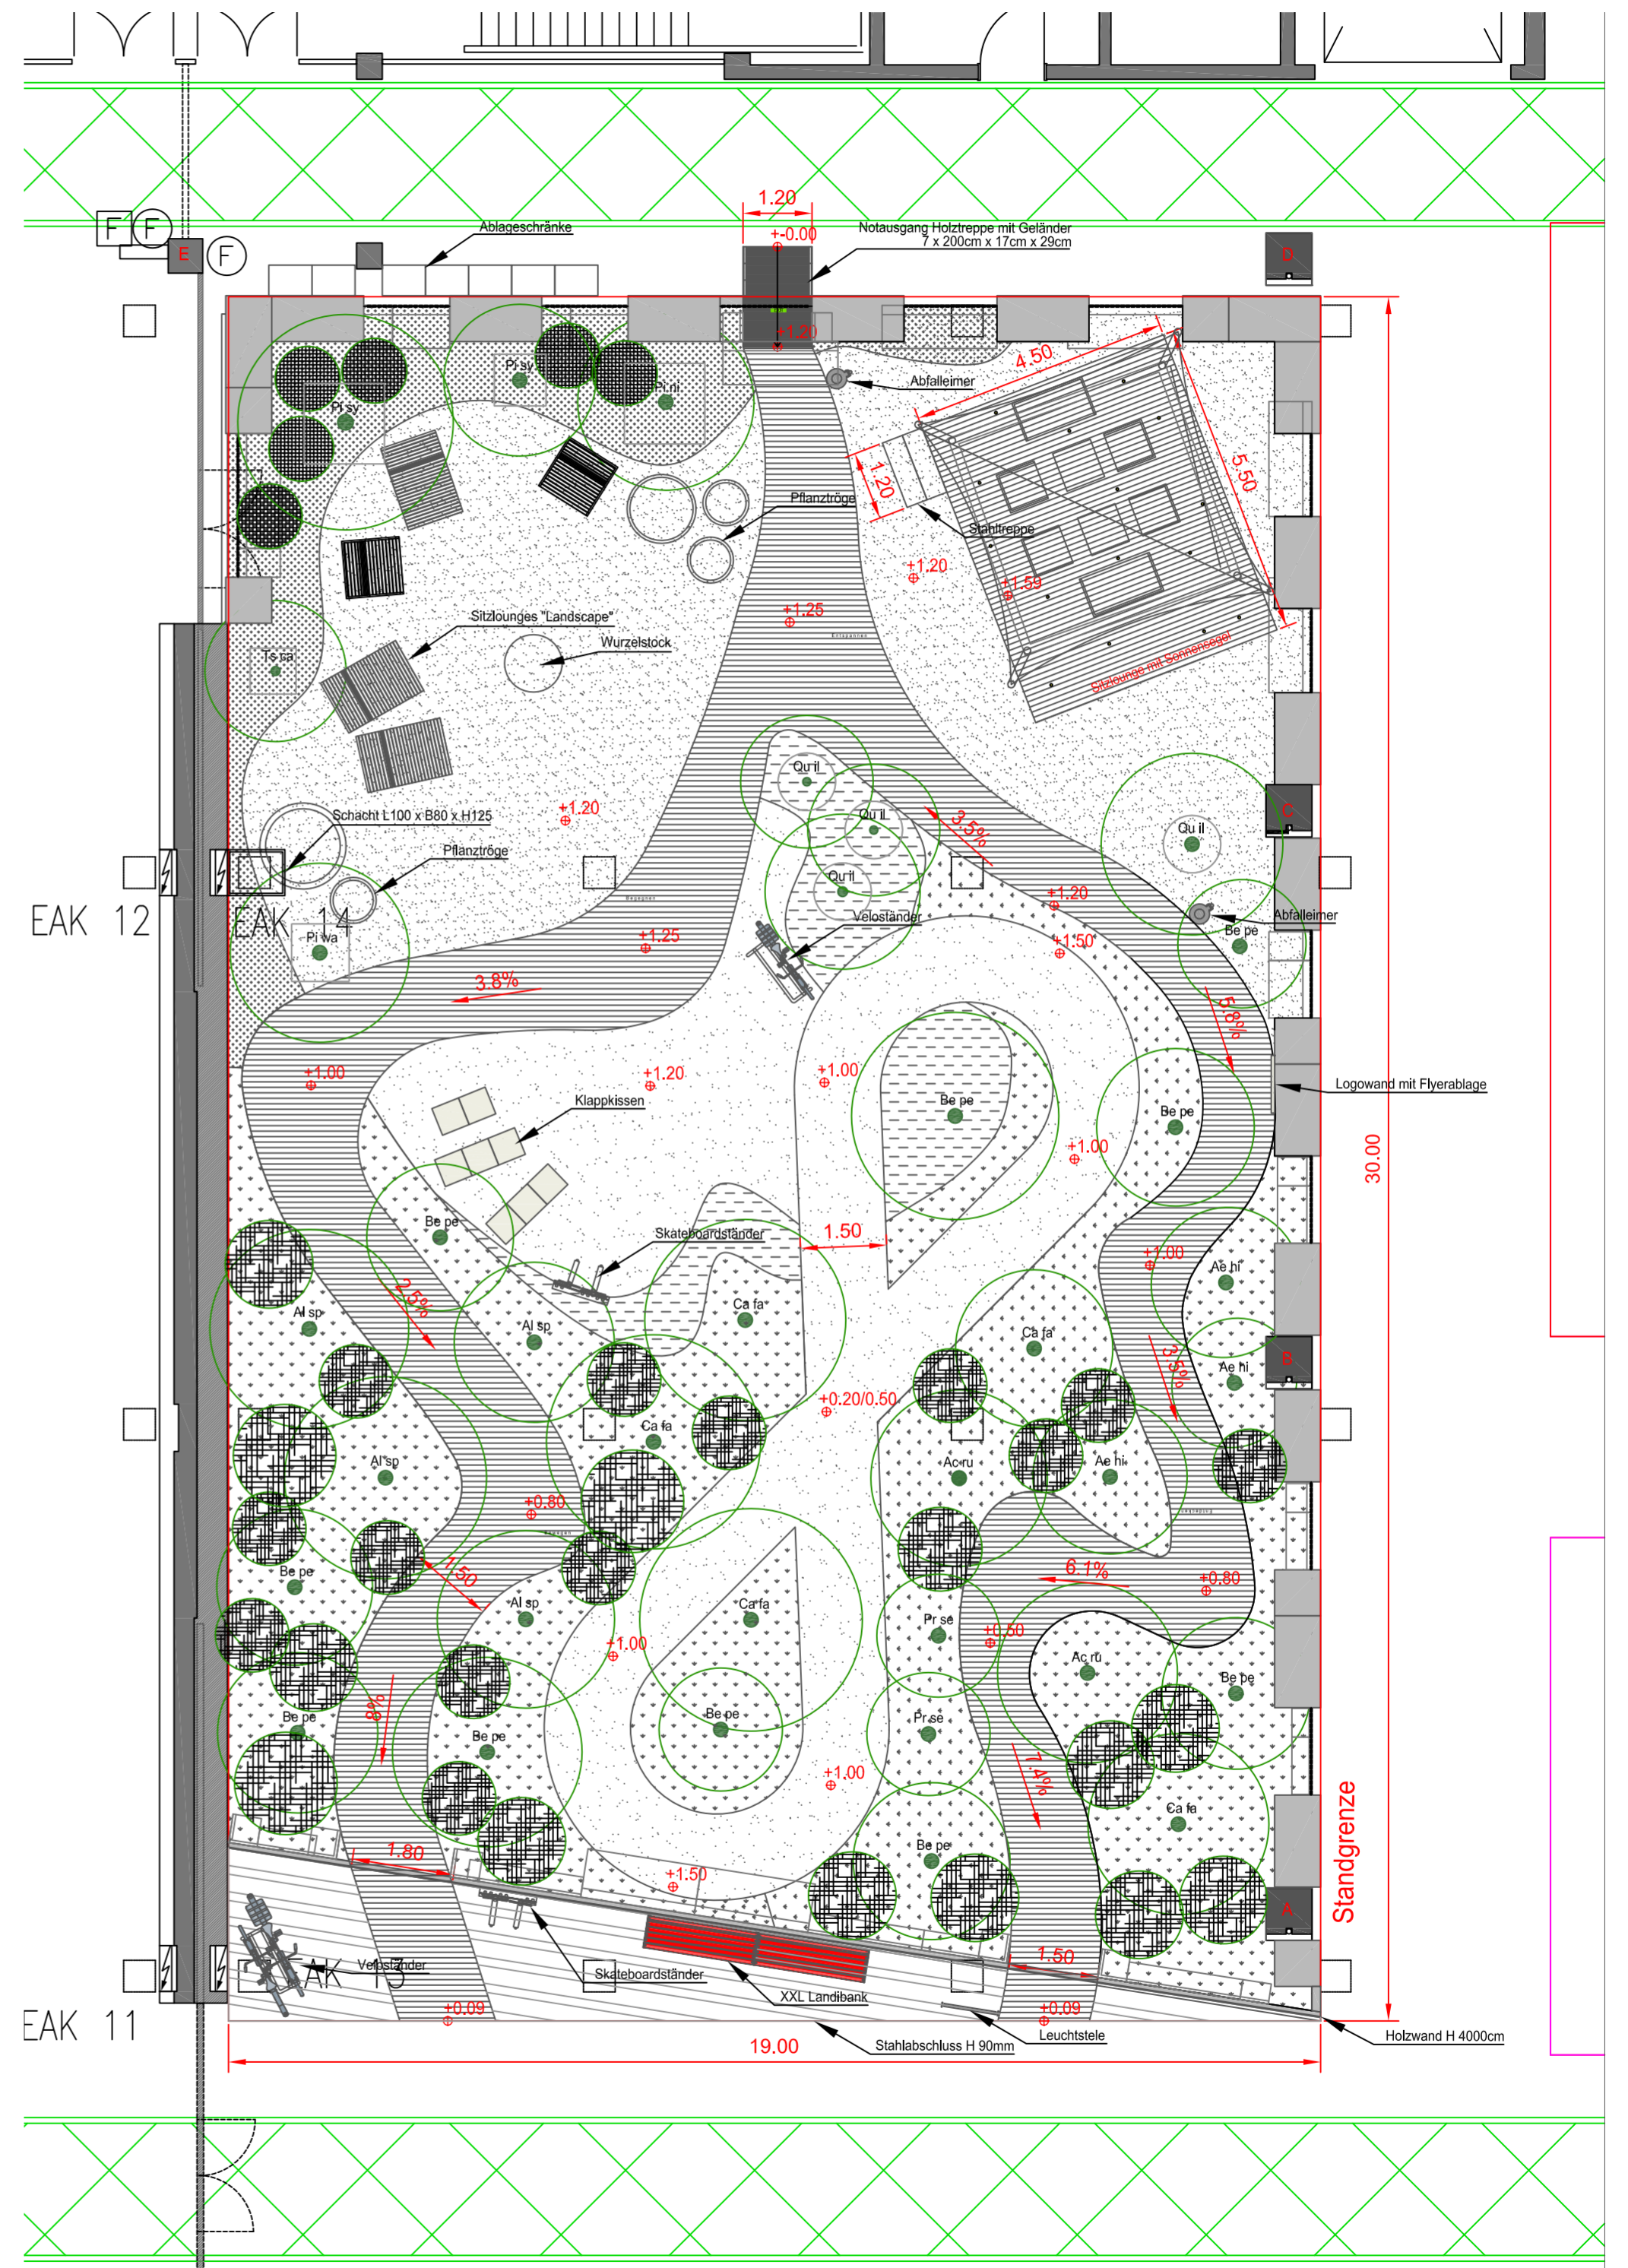 1.20
F
F
F
E
Ablageschränke
+-0.00
Notausgang Holztreppe mit Geländer
7 x 200cm x 17cm x 29cm
D
+1.20
4.50
Abfalleimer
Pi sy
Pi sy
Pi ni
1.20
5.50
Pflanztröge
Stahltreppe
+1.20
+1.59
+1.25
Sitzlounges "Landscape"
Wurzelstock
Ts ca
Sitzlounge mit Sonnensegel
Qu il
Schacht L100 x B80 x H125
+1.20
Qu il
3.5%
Qu il
C
Pflanztröge
Qu il
+1.20
EAK 12
EAK 14
Begegnen
Veloständer
Abfalleimer
Pi wa
+1.25
+1.50
Be pe
3.8%
5.8%
+1.00
+1.20
+1.00
Klappkissen
Be pe
Be pe
Logowand mit Flyerablage
+1.00
30.00
Be pe
Skateboardständer
1.50
+1.00
Ae hi
2.5%
Al sp
Al sp
Ca fa
Ca fa
3.5%
B
Ae hi
+0.20/0.50
Ca fa
Al sp
Ac ru
Ae hi
+0.80
Be pe
1.50
6.1%
+0.80
Al sp
Ca fa
Pr se
+0.50
+1.00
Ac ru
Be pe
8%
Be pe
Be pe
Be pe
Pr se
7.4%
+1.00
Ca fa
Standgrenze
1.80
Be pe
+1.50
A
Veloständer
AK 13
Skateboardständer
1.50
XXL Landibank
EAK 11
+0.09
+0.09
Leuchtstele
Holzwand H 4000cm
19.00
Stahlabschluss H 90mm